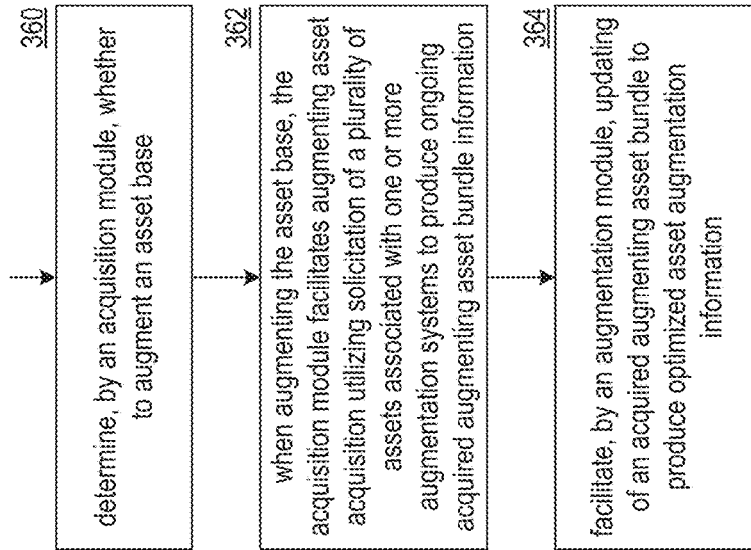 360
determine, by an acquisition module, whether
to augment an asset base
362
when augmenting the asset base, the
acquisition module facilitates augmenting asset
acquisition utilizing solicitation of a plurality of
assets associated with one or more
augmentation systems to produce ongoing
acquired augmenting asset bundle information
364
facilitate, by an augmentation module, updating
of an acquired augmenting asset bundle to
produce optimized asset augmentation
information